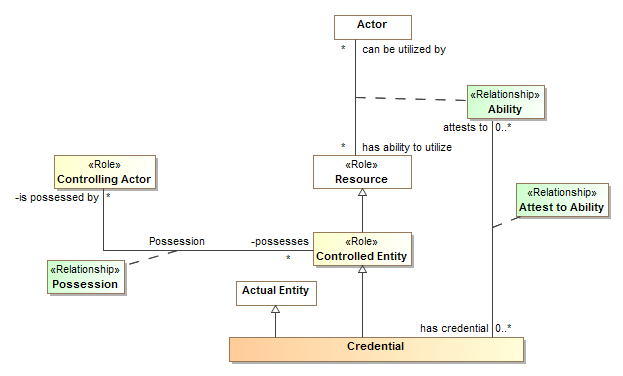 Actor
* can be utilized by
«Relationship»
Ability
attests to 0..*
* has ability to utilize
«Role»
Controlling Actor
«Role»
Resource
-is possessed by *
«Relationship»
Attest to Ability
Possession
-possesses
*
«Role»
Controlled Entity
«Relationship»
Possession
Actual Entity
has credential 0..*
Credential